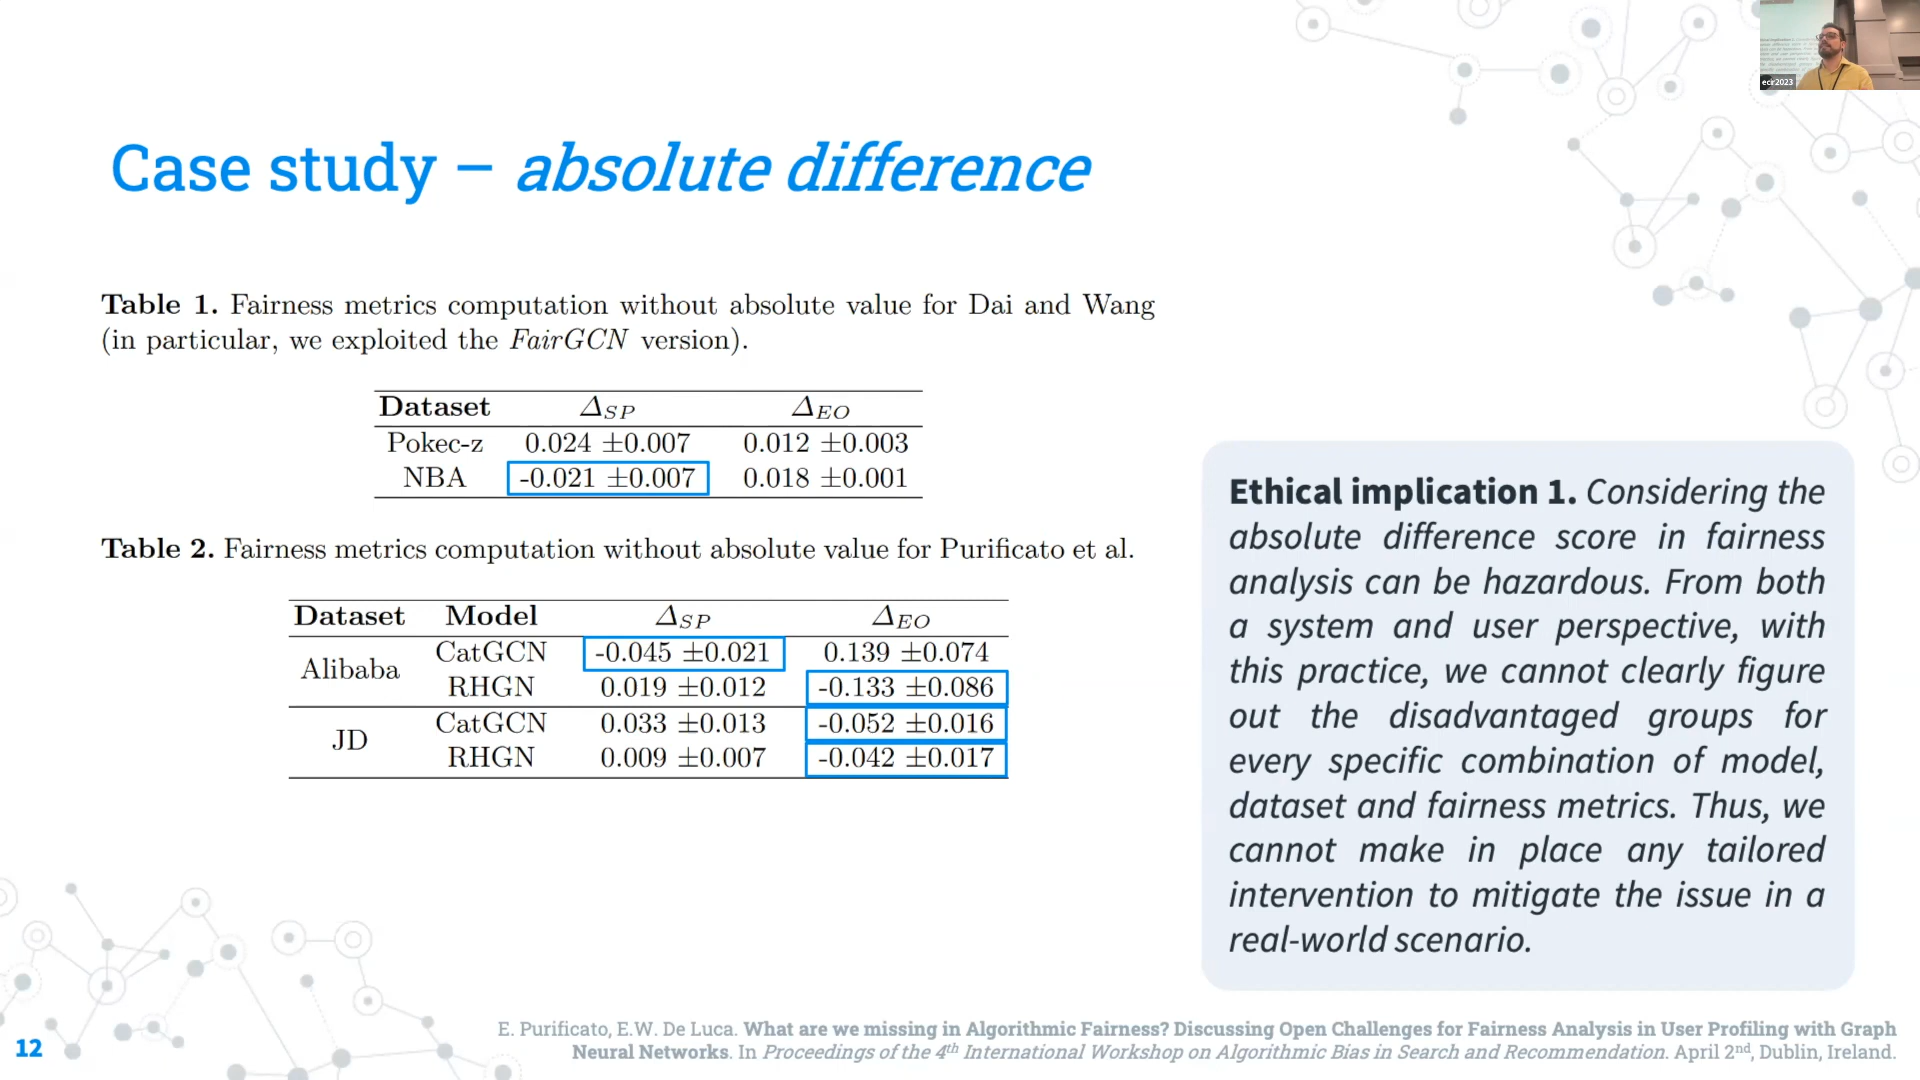 ecir2023
Case study – absolute difference
Table 1. Fairness metrics computation without absolute value for Dai and Wang
(in particular, we exploited the FairGCN version).
Dataset Δ_SP Δ_EO
Pokec-z 0.024 ±0.007 0.012 ±0.003
NBA -0.021 ±0.007 0.018 ±0.001
Table 2. Fairness metrics computation without absolute value for Purificato et al.
Dataset Model Δ_SP Δ_EO
Alibaba CatGCN -0.045 ±0.021 0.139 ±0.074
RHGN 0.019 ±0.012 -0.133 ±0.086
JD CatGCN 0.033 ±0.013 -0.052 ±0.016
RHGN 0.009 ±0.007 -0.042 ±0.017
Ethical implication 1. Considering the
absolute difference score in fairness
analysis can be hazardous. From both
a system and user perspective, with
this practice, we cannot clearly figure
out the disadvantaged groups for
every specific combination of model,
dataset and fairness metrics. Thus, we
cannot make in place any tailored
intervention to mitigate the issue in a
real-world scenario.
E. Purificato, E.W. De Luca. What are we missing in Algorithmic Fairness? Discussing Open Challenges for Fairness Analysis in User Profiling with Graph
Neural Networks. In Proceedings of the 4th International Workshop on Algorithmic Bias in Search and Recommendation. April 2nd, Dublin, Ireland.
12